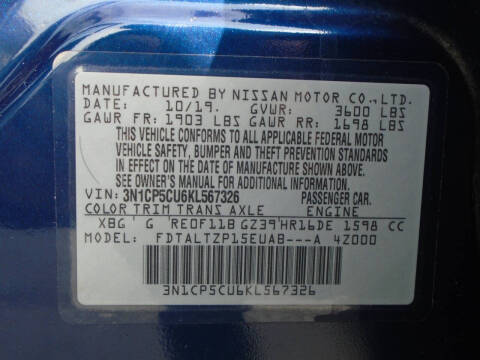 MANUFACTURED BY NISSAN MOTOR CO.,LTD.
DATE: 10/19. GVWR: 3600 LBS
GAWR FR: 1903 LBS GAWR RR: 1698 LBS
THIS VEHICLE CONFORMS TO ALL APPLICABLE FEDERAL MOTOR
VEHICLE SAFETY, BUMPER AND THEFT PREVENTION STANDARDS
IN EFFECT ON THE DATE OF MANUFACTURE SHOWN ABOVE.
SEE OWNER'S MANUAL FOR ADDITIONAL INFORMATION.
VIN: 3N1CP5CU6KL567326 PASSENGER CAR.
COLOR TRIM TRANS AXLE ENGINE
XBG' G 'RE0F11B GZ39'HR16DE 1598 CC
MODEL: FDTALTZP15EUAB---A 4Z000
3N1CP5CU6KL567326